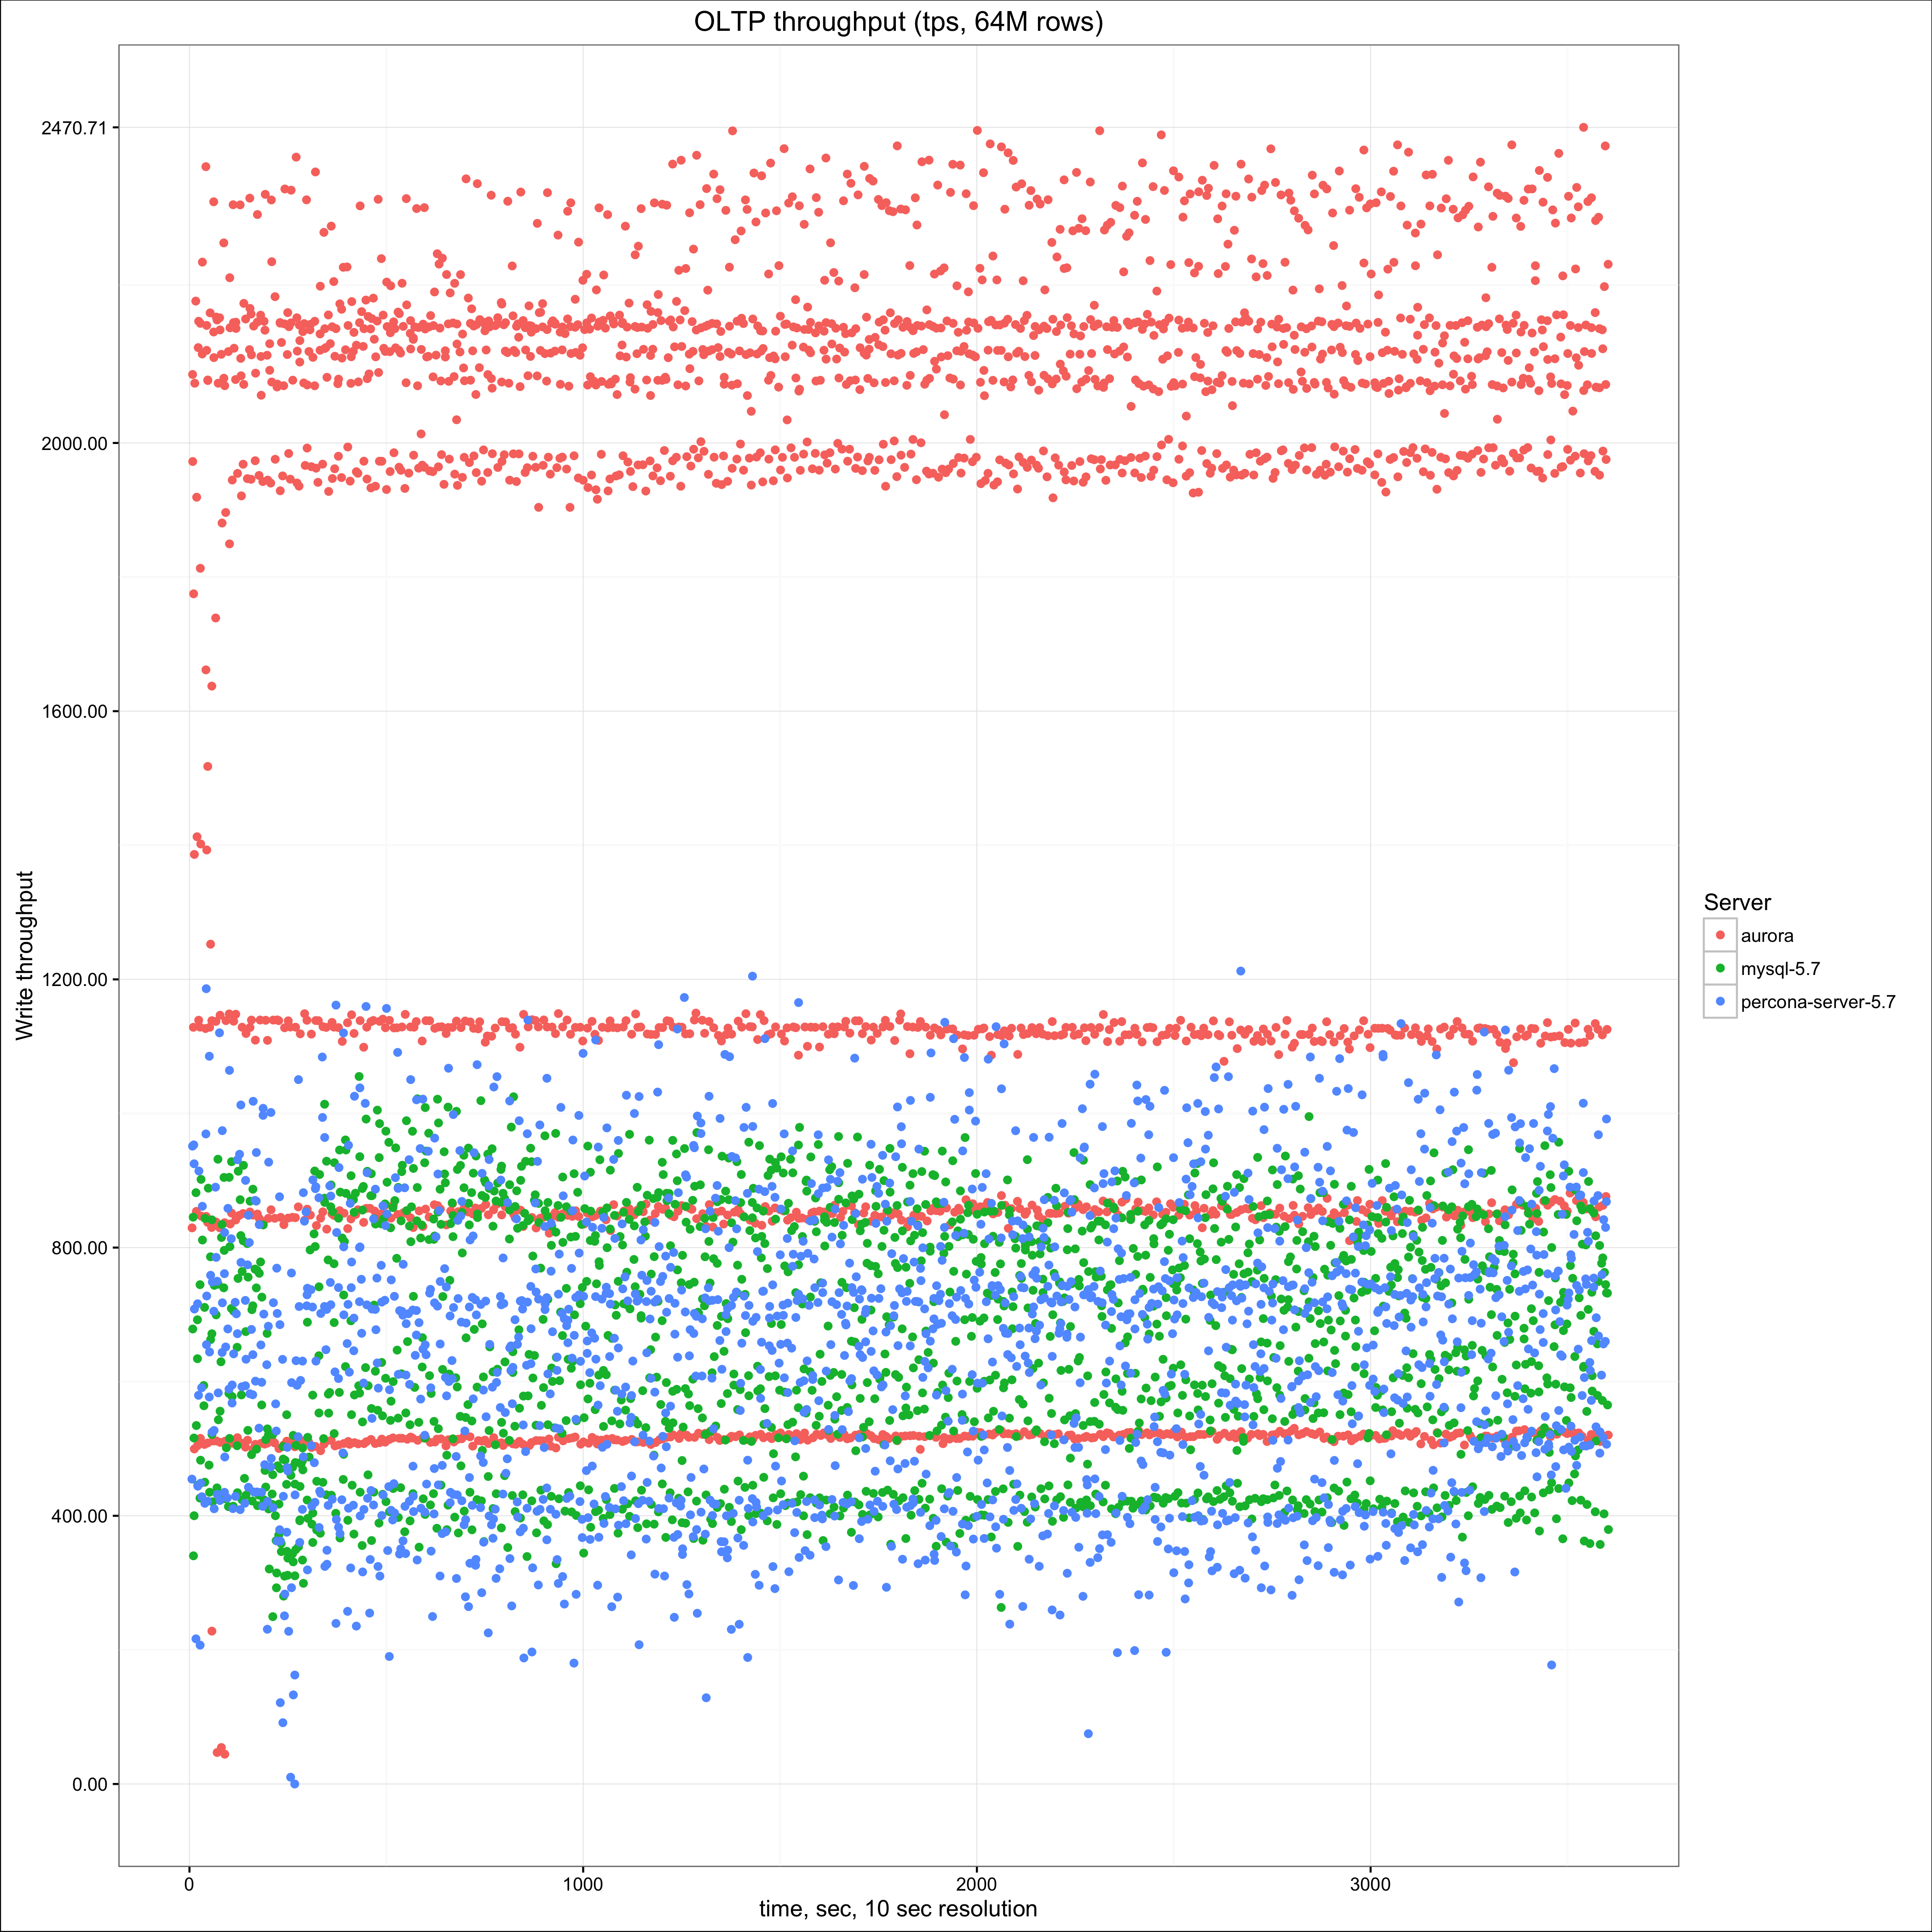 OLTP throughput (tps, 64M rows)
2470.71
2000.00
1600.00
1200.00
800.00
400.00
0.00
Write throughput
0
1000
2000
3000
time, sec, 10 sec resolution
Server
aurora
mysql-5.7
percona-server-5.7